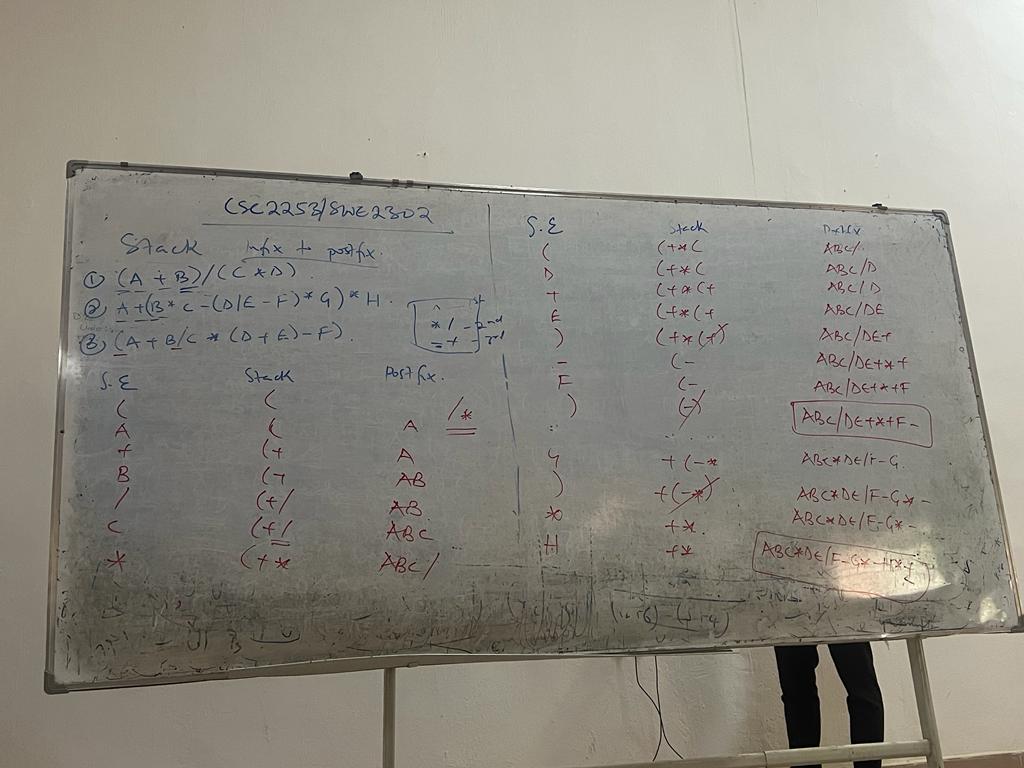 CSC2253/SWE2302
Stack infix to postfix
① (A + B)/(C*D).
② A+(B*C-(D/E-F)*G)*H.
③ (A+B/C*(D+E)-F).
^ - 1st
*/ - 2nd
- + - 3rd
S.E Stack Postfix.
( (
A ( A
+ (+ A
B (+ AB
/ (+/ AB
C (+/ ABC
* (+* ABC/
/*
S.E Stack Postfix
( (+*( ABC/
D (+*( ABC/D
+ (+*(+ ABC/D
E (+*(+ ABC/DE
) (+*(+) ABC/DE+
- (- ABC/DE+*+
F (- ABC/DE+*+F
) (-) ABC/DE+*+F-
G +(-* ABC*DE/F-G
) +(-*) ABC*DE/F-G*-
* +* ABC*DE/F-G*-
H +* ABC*DE/F-G*-H*+